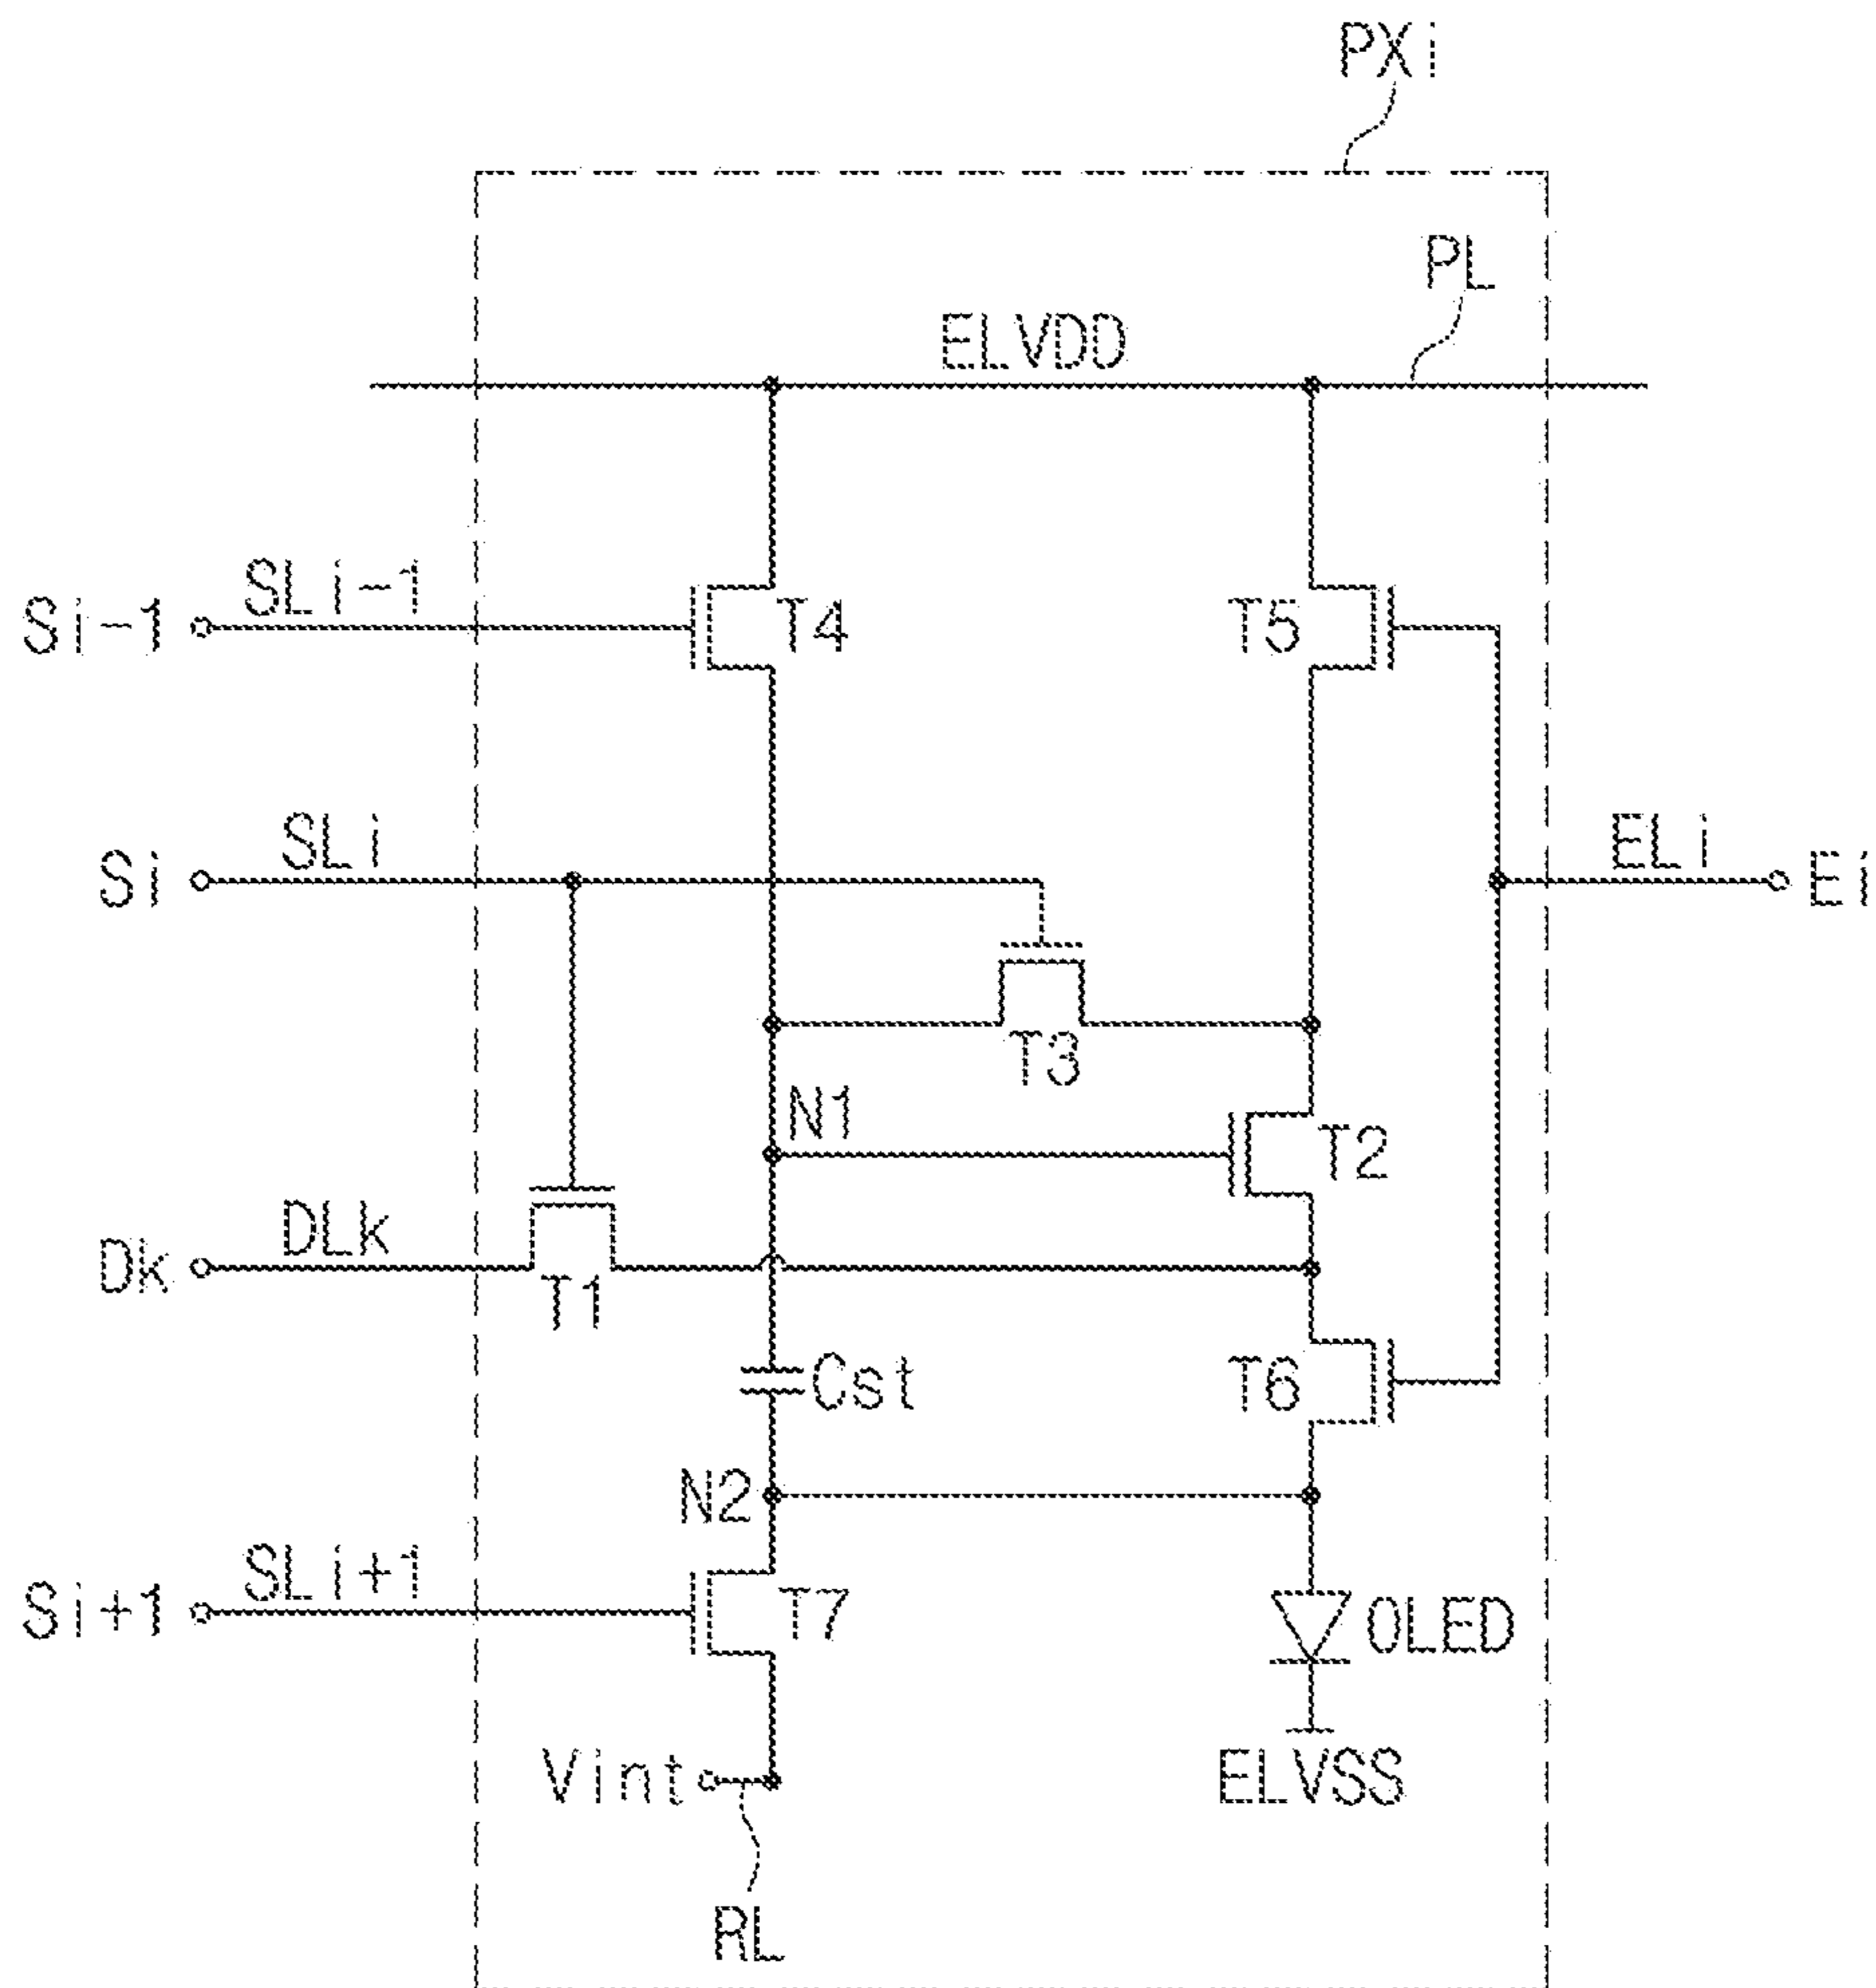 PXi
PL
ELVDD
SLi-1
Si-1
T4
T5
SLi
Si
ELi
Ei
T3
N1
T2
DLk
Dk
T1
Cst
T6
N2
SLi+1
Si+1
T7
OLED
Vint
ELVSS
RL